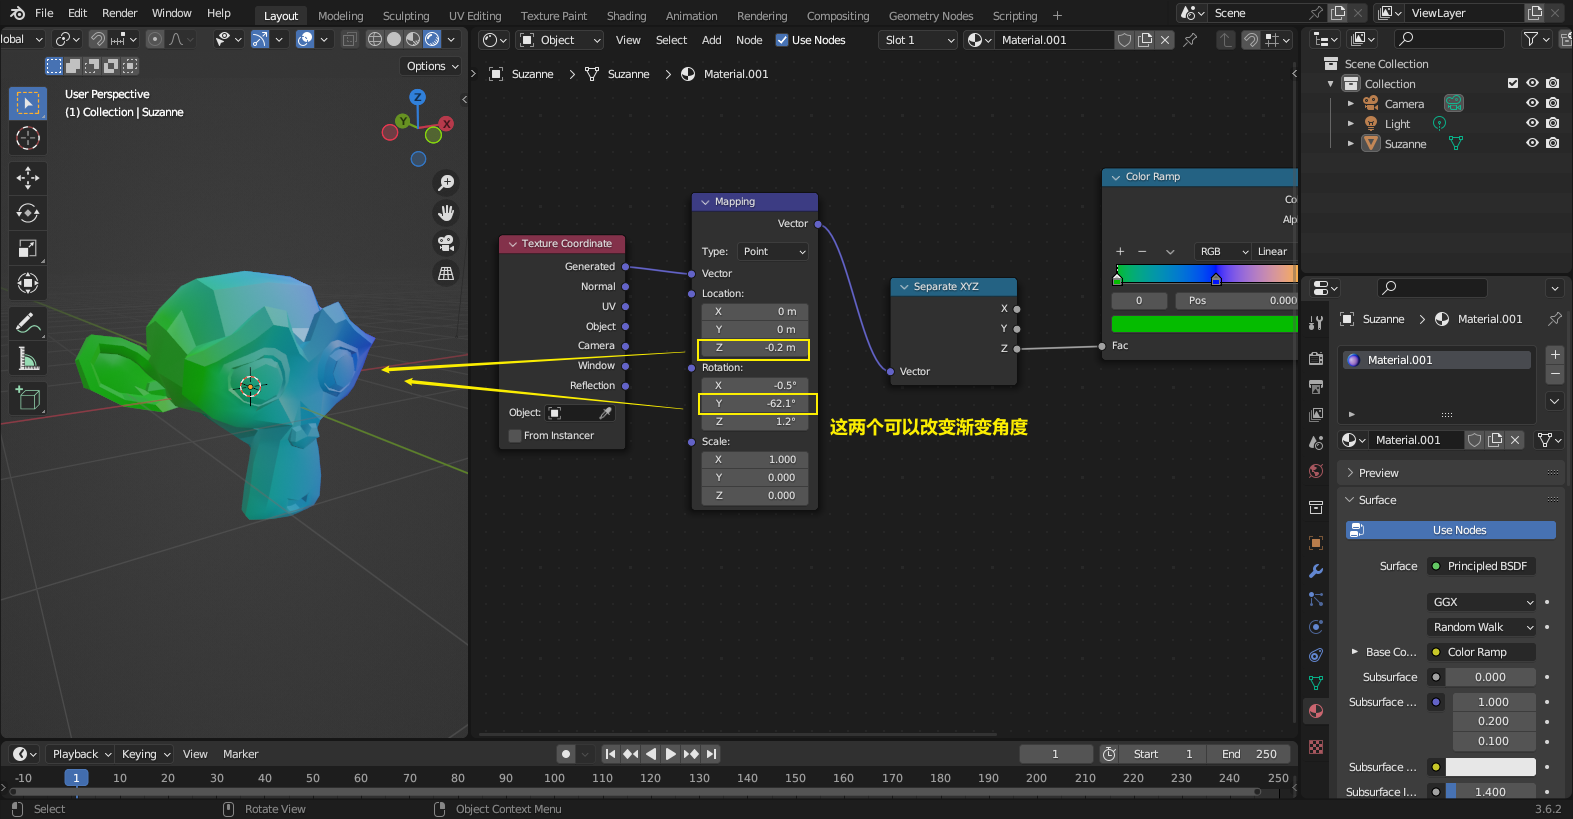 File Edit Render Window Help Layout Modeling Sculpting UV Editing Texture Paint Shading Animation Rendering Compositing Geometry Nodes Scripting + Scene ViewLayer
obal Object View Select Add Node Use Nodes Slot 1 Material.001
Options
Suzanne > Suzanne > Material.001
User Perspective
(1) Collection | Suzanne
Z
Y
X
Texture Coordinate
Generated
Normal
UV
Object
Camera
Window
Reflection
Object:
From Instancer
Mapping
Vector
Type: Point
Vector
Location:
X 0 m
Y 0 m
Z -0.2 m
Rotation:
X -0.5°
Y -62.1°
Z 1.2°
Scale:
X 1.000
Y 0.000
Z 0.000
这两个可以改变渐变角度
Separate XYZ
X
Y
Z
Vector
Color Ramp
Co
Alp
+ − RGB Linear
0 Pos 0.000
Fac
Scene Collection
Collection
Camera
Light
Suzanne
Suzanne > Material.001
Material.001
Material.001
Preview
Surface
Use Nodes
Surface Principled BSDF
GGX
Random Walk
Base Co... Color Ramp
Subsurface 0.000
Subsurface ... 1.000
0.200
0.100
Subsurface ...
Subsurface I... 1.400
Playback Keying View Marker 1 Start 1 End 250
-10 1 10 20 30 40 50 60 70 80 90 100 110 120 130 140 150 160 170 180 190 200 210 220 230 240 250
Select Rotate View Object Context Menu 3.6.2